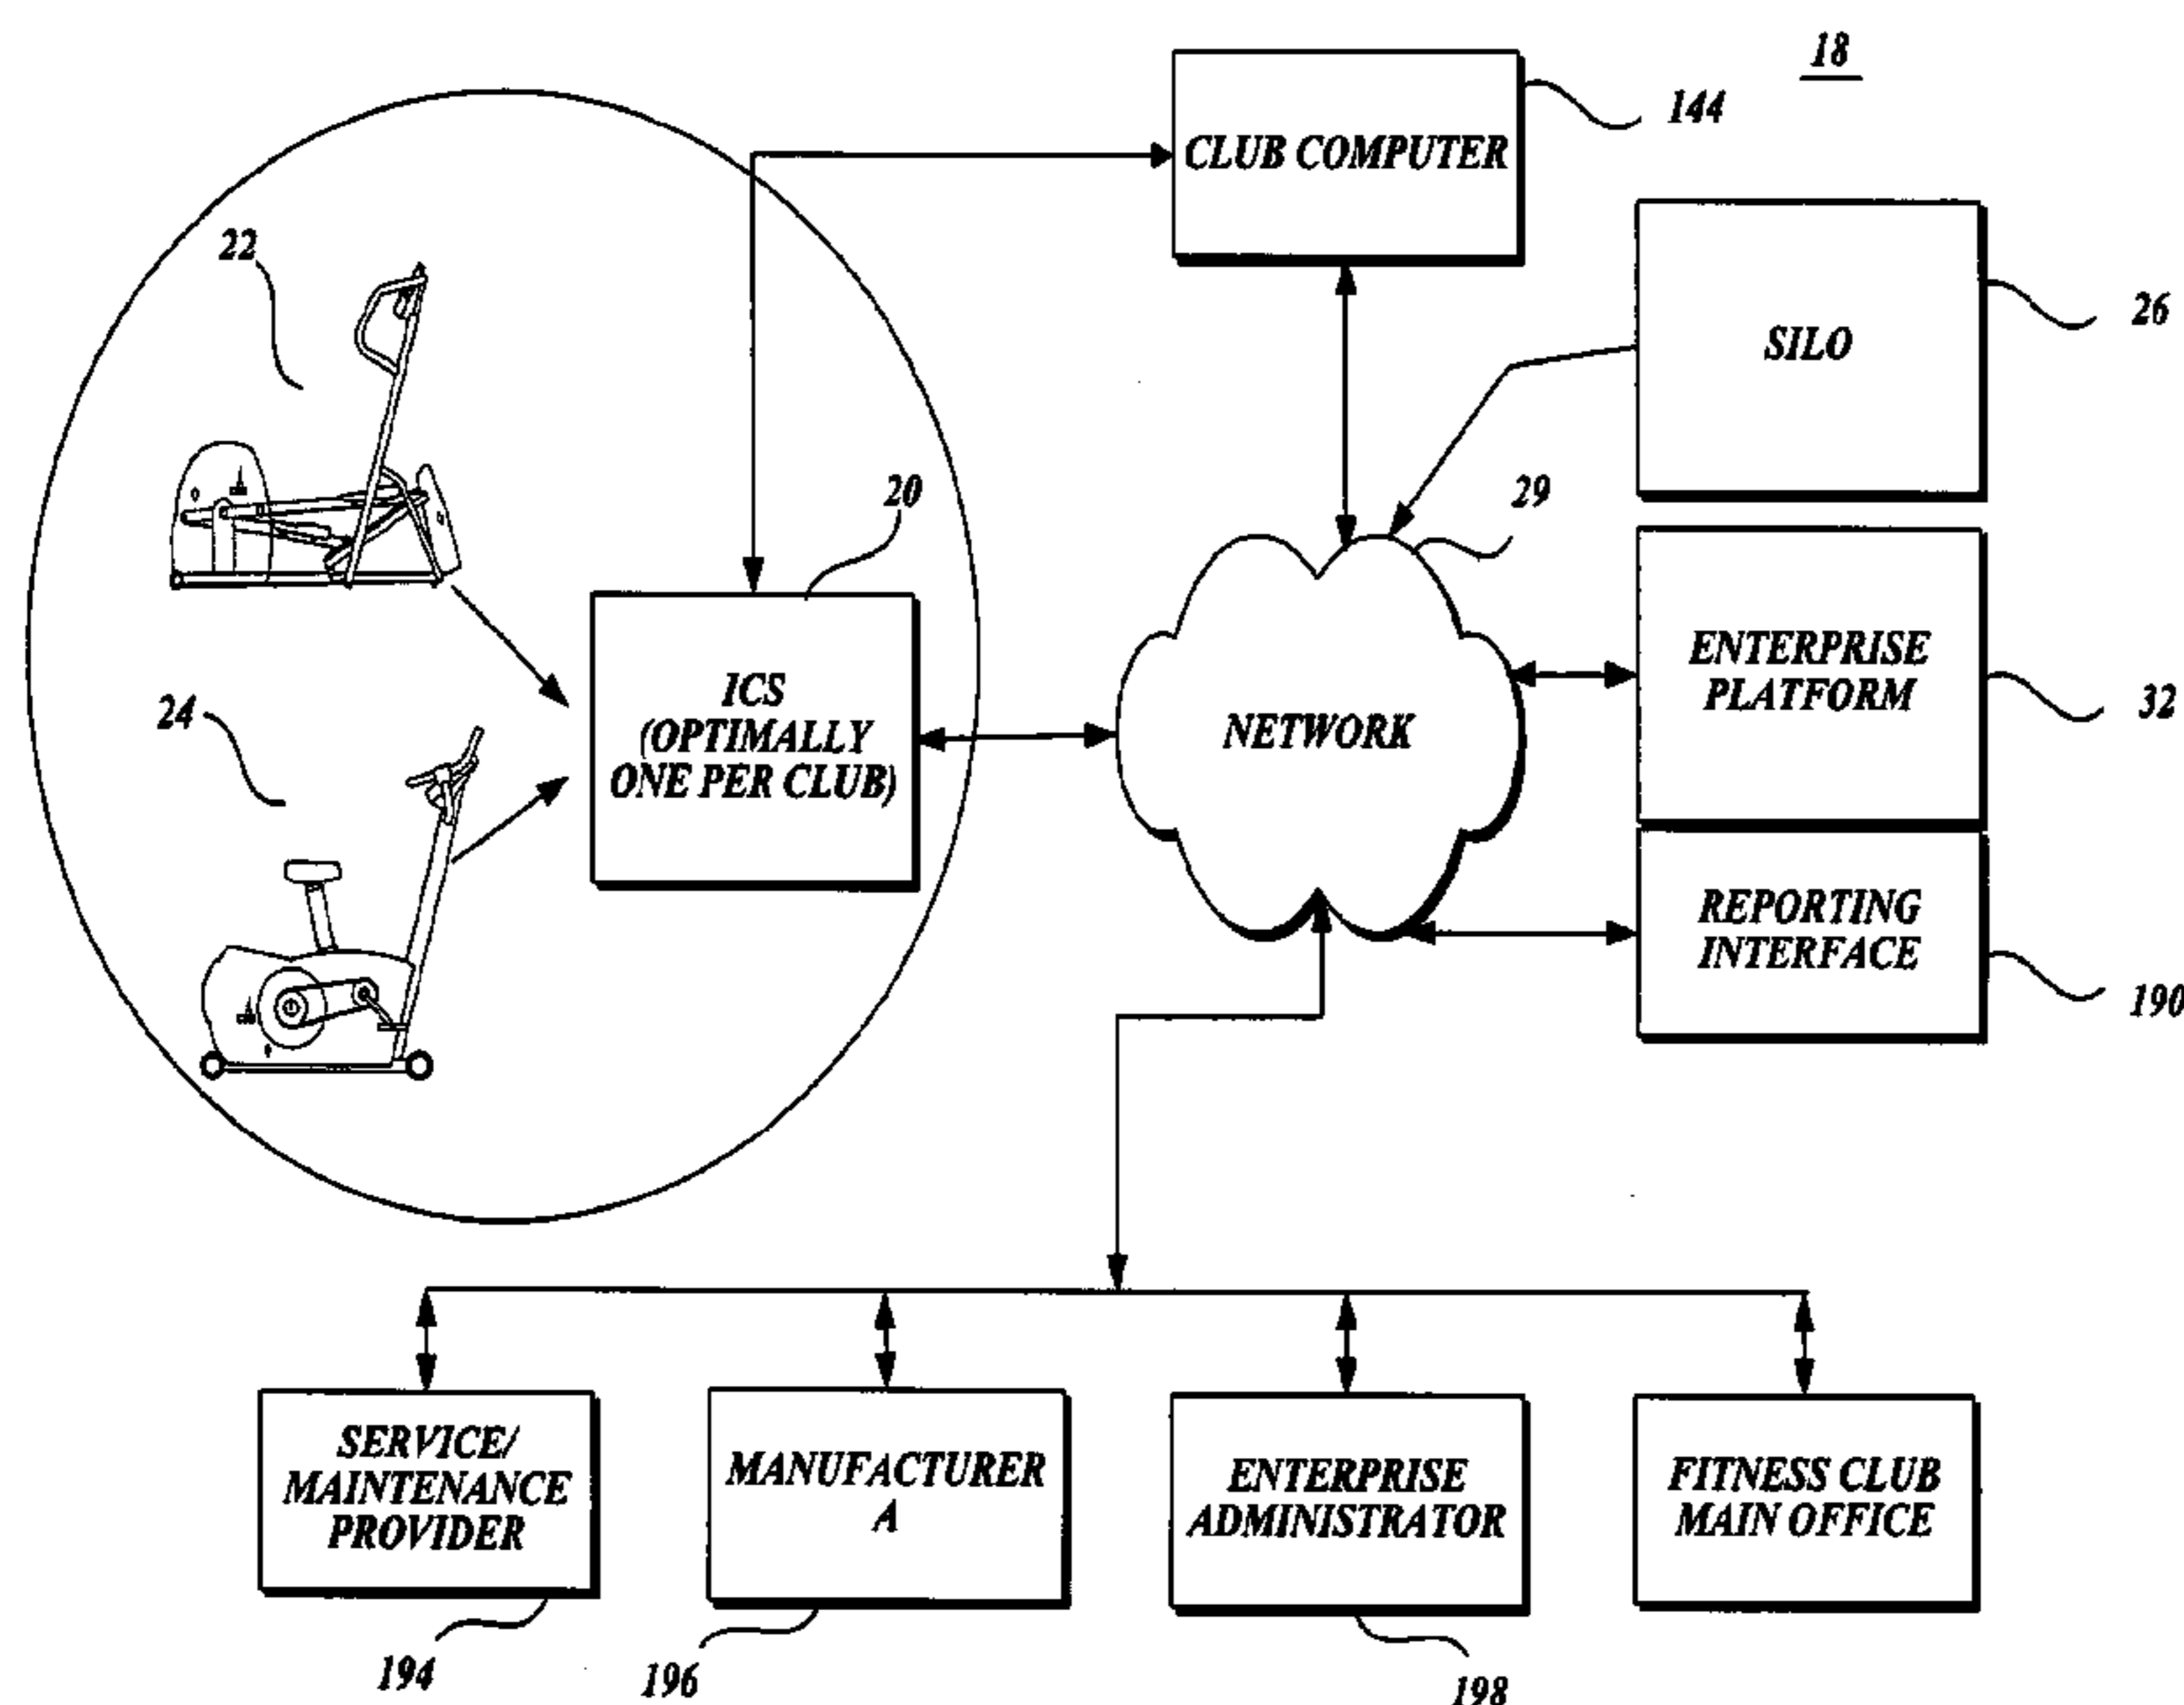 18
144
CLUB COMPUTER
22
SILO
26
20
29
ICS
(OPTIMALLY
ONE PER CLUB)
NETWORK
ENTERPRISE
PLATFORM
32
24
REPORTING
INTERFACE
190
SERVICE/
MAINTENANCE
PROVIDER
MANUFACTURER
A
ENTERPRISE
ADMINISTRATOR
FITNESS CLUB
MAIN OFFICE
194
196
198